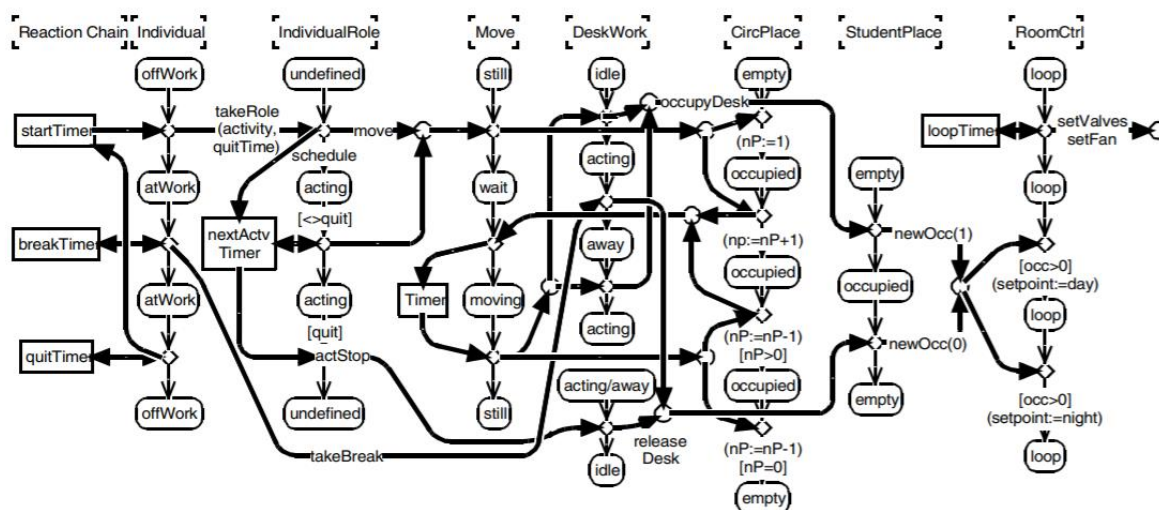 Reaction Chain
Individual
IndividualRole
Move
DeskWork
CircPlace
StudentPlace
RoomCtrl
offWork
undefined
still
idle
empty
loop
startTimer
takeRole
(activity,
quitTime)
move
occupyDesk
loopTimer
setValves
setFan
schedule
(nP:=1)
atWork
acting
wait
acting
occupied
empty
loop
[<>quit]
breakTimer
nextActv
Timer
(np:=nP+1)
newOcc(1)
away
[occ>0]
(setpoint:=day)
atWork
acting
Timer
moving
occupied
occupied
loop
[quit]
acting
(nP:=nP-1)
[nP>0]
quitTimer
actStop
newOcc(0)
acting/away
occupied
empty
[occ>0]
(setpoint:=night)
offWork
undefined
still
release
Desk
(nP:=nP-1)
[nP=0]
takeBreak
idle
loop
empty